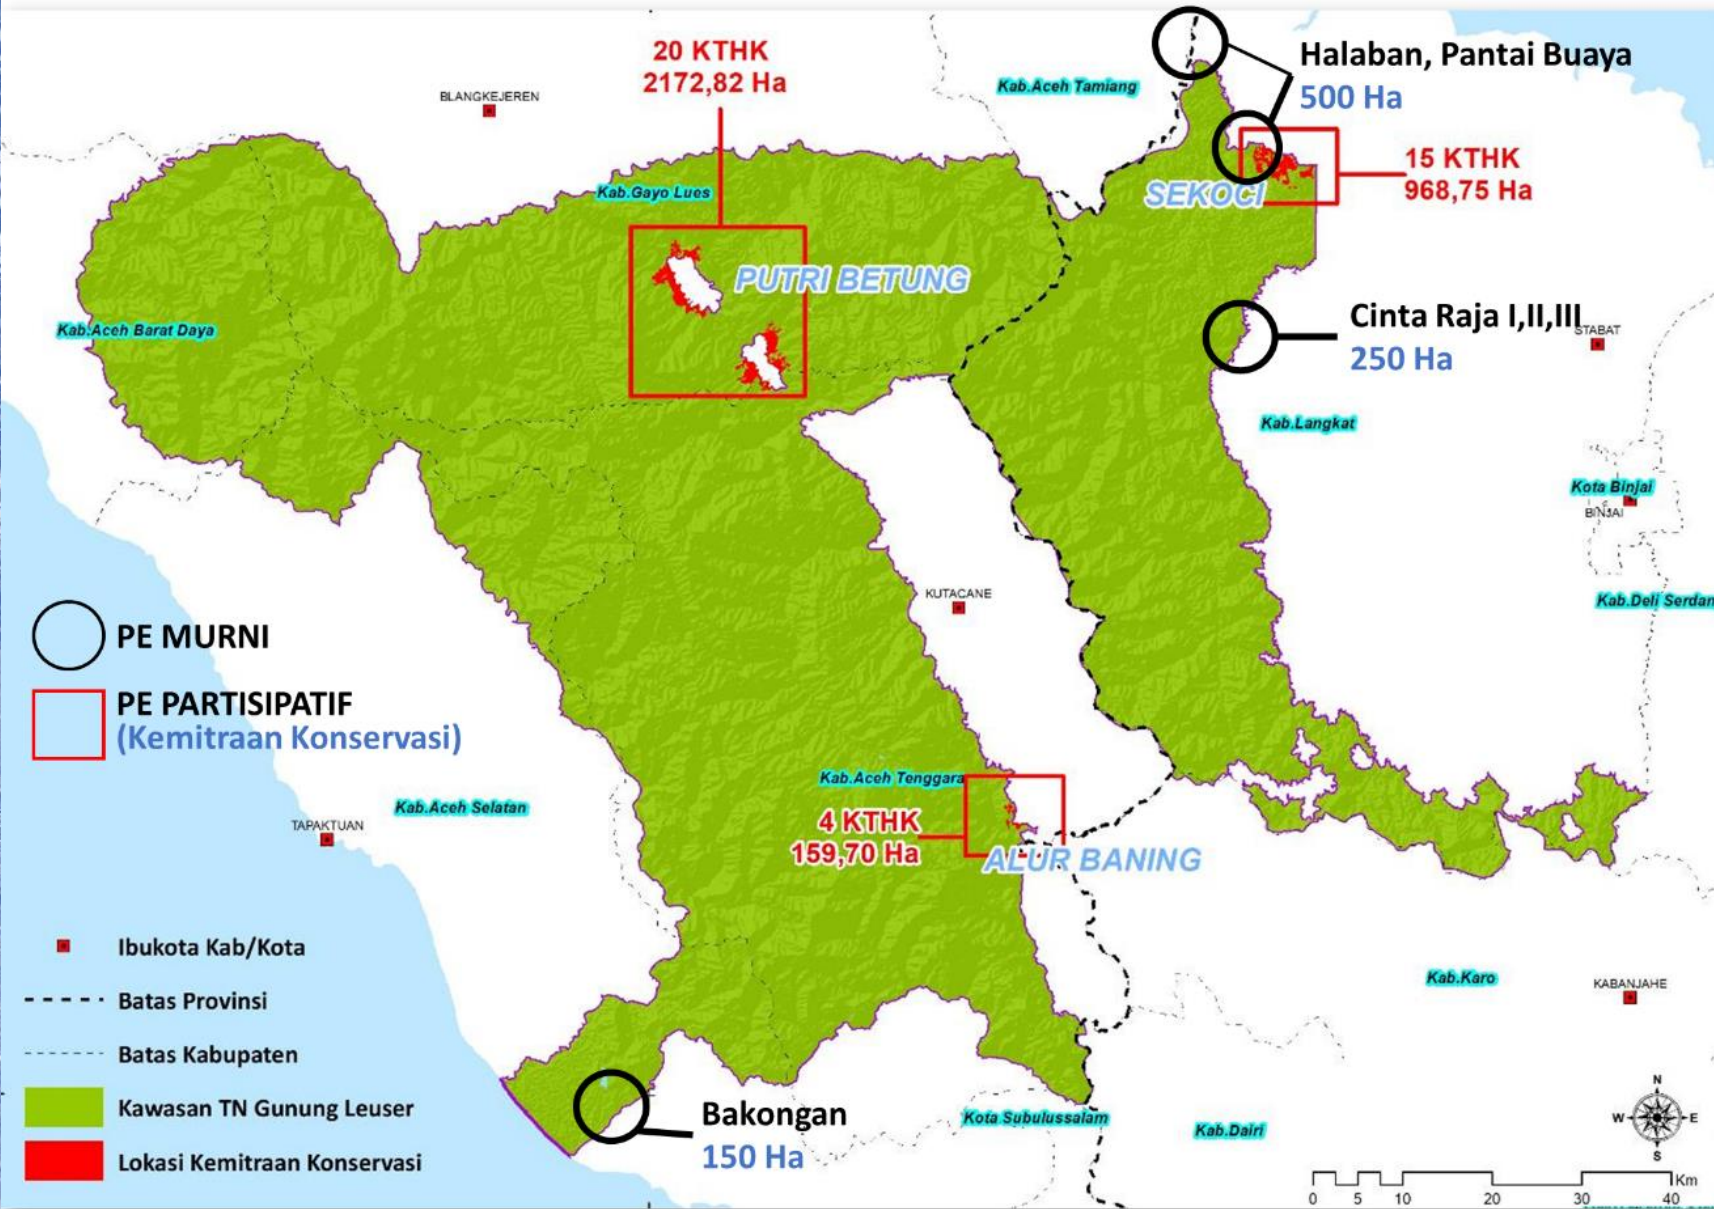 20 KTHK
2172,82 Ha
Halaban, Pantai Buaya
500 Ha
Kab.Aceh Tamiang
BLANGKEJEREN
15 KTHK
968,75 Ha
SEKOCI
Kab.Gayo Lues
PUTRI BETUNG
Kab.Aceh Barat Daya
Cinta Raja I,II,III
250 Ha
STABAT
Kab.Langkat
Kota Binjai
BINJAI
KUTACANE
Kab.Deli Serdan
PE MURNI
PE PARTISIPATIF
(Kemitraan Konservasi)
Kab.Aceh Tenggara
Kab.Aceh Selatan
TAPAKTUAN
4 KTHK
159,70 Ha
ALUR BANING
Ibukota Kab/Kota
Batas Provinsi
Batas Kabupaten
Kawasan TN Gunung Leuser
Lokasi Kemitraan Konservasi
Kab.Karo
KABANJAHE
Bakongan
150 Ha
Kota Subulussalam
Kab.Dairi
N
W E
S
Km
0 5 10 20 30 40